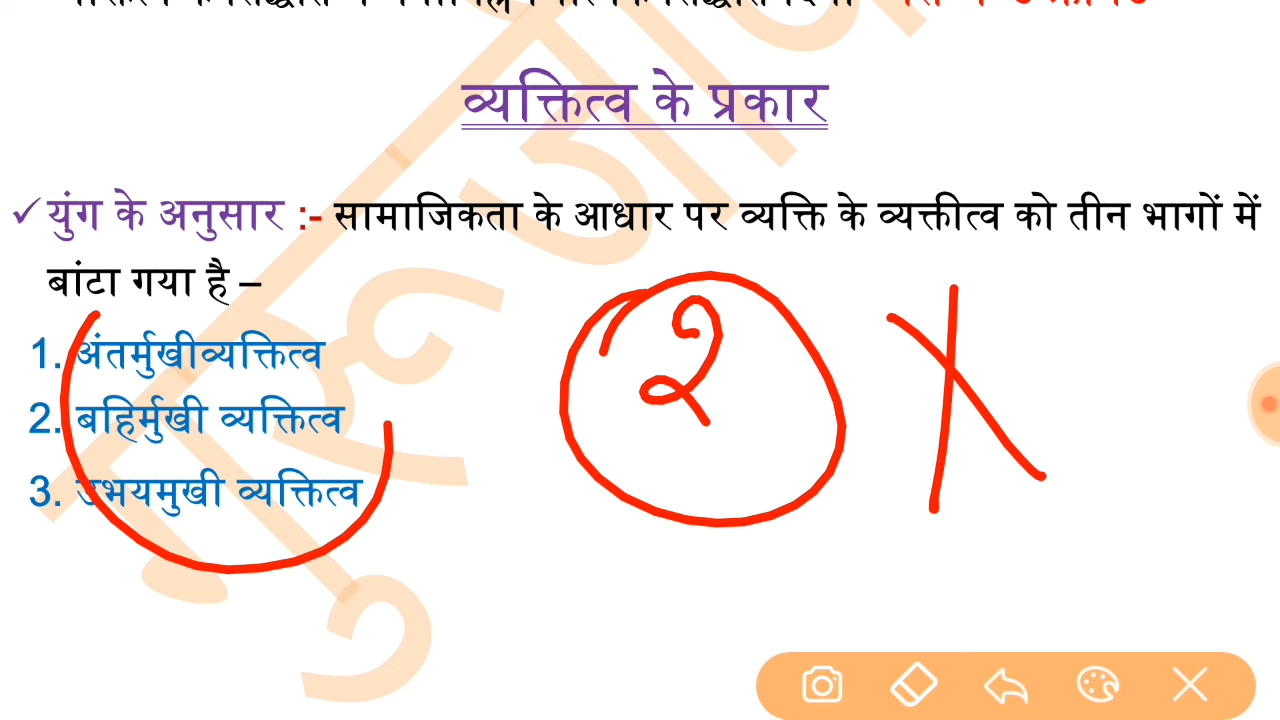 व्यक्तित्व के प्रकार
✓ युंग के अनुसार :- सामाजिकता के आधार पर व्यक्ति के व्यक्तीत्व को तीन भागों में
बांटा गया है –
1. अंतर्मुखीव्यक्तित्व
2. बहिर्मुखी व्यक्तित्व
3. उभयमुखी व्यक्तित्व
२